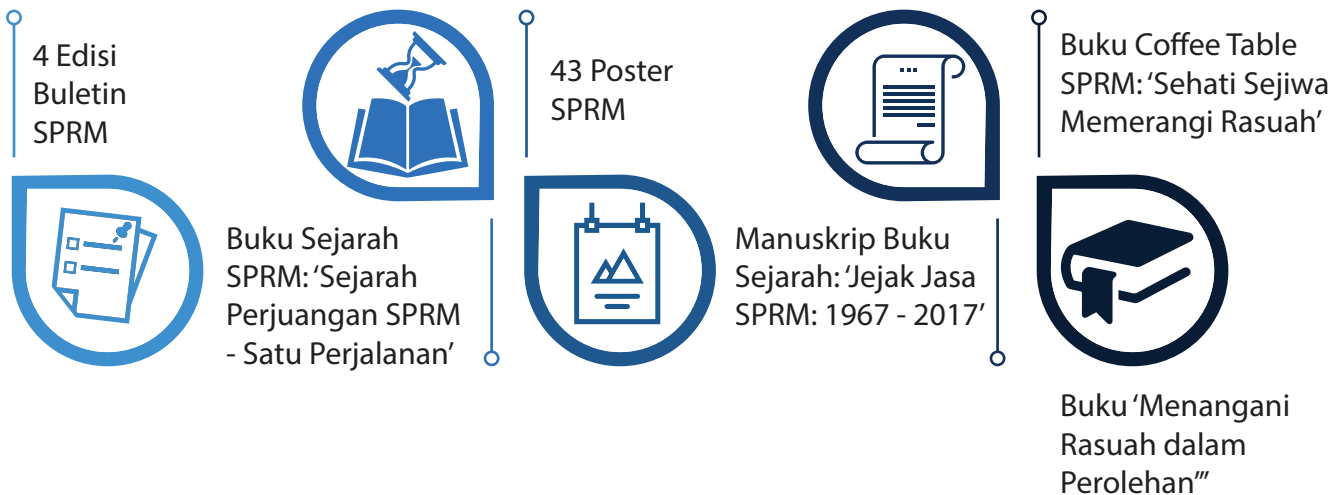 4 Edisi
Buletin
SPRM
Buku Sejarah
SPRM: ‘Sejarah
Perjuangan SPRM
- Satu Perjalanan’
43 Poster
SPRM
Manuskrip Buku
Sejarah: ‘Jejak Jasa
SPRM: 1967 - 2017’
Buku Coffee Table
SPRM: ‘Sehati Sejiwa
Memerangi Rasuah’
Buku ‘Menangani
Rasuah dalam
Perolehan’”